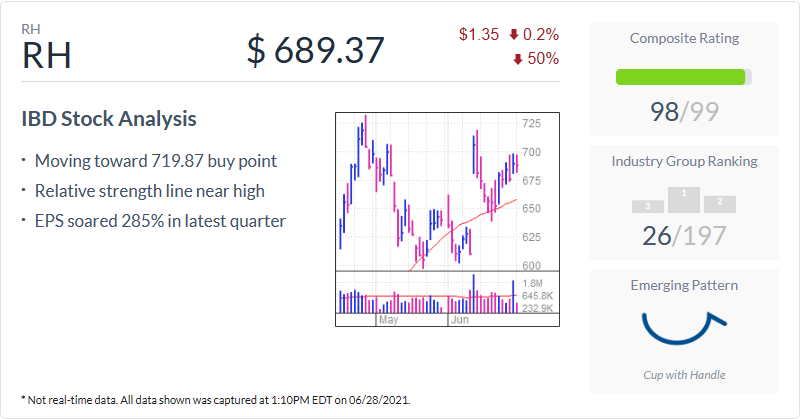 RH
RH
$ 689.37
$1.35 0.2%
50%
IBD Stock Analysis
• Moving toward 719.87 buy point
• Relative strength line near high
• EPS soared 285% in latest quarter
725
700
675
650
625
600
1.8M
645.8K
232.9K
May Jun
Composite Rating
98/99
Industry Group Ranking
3 1 2
26/197
Emerging Pattern
Cup with Handle
* Not real-time data. All data shown was captured at 1:10PM EDT on 06/28/2021.